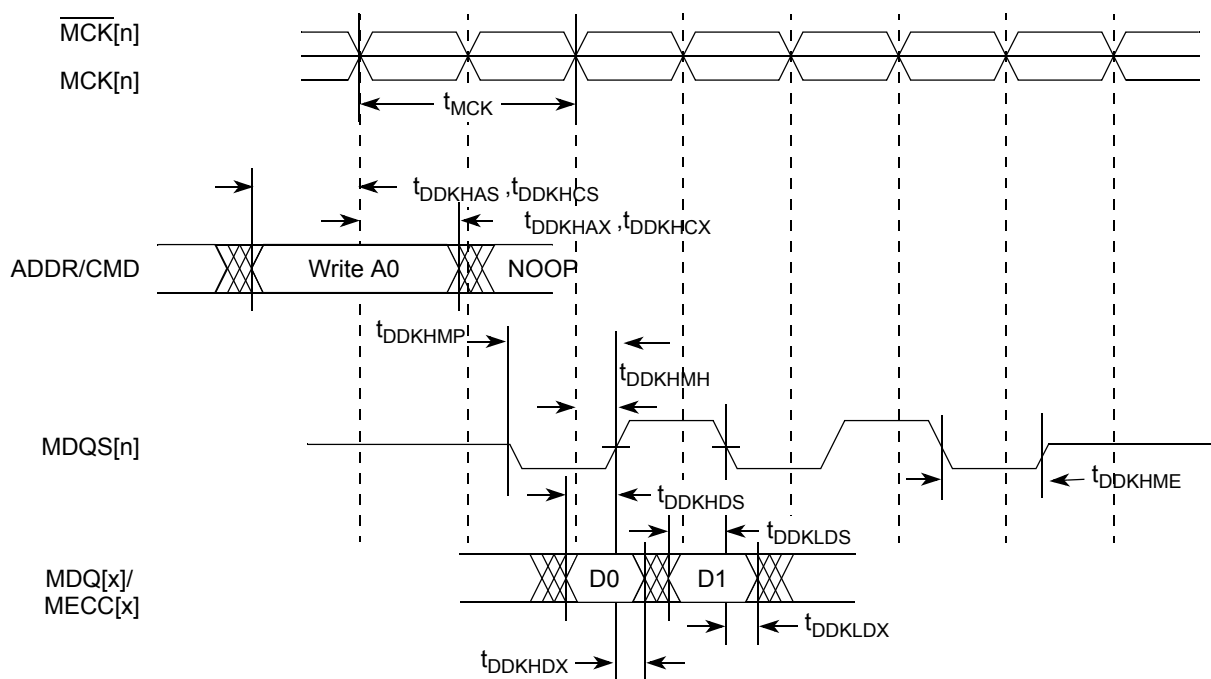 MCK[n]
MCK[n]
tMCK
tDDKHAS ,tDDKHCS
tDDKHAX ,tDDKHCX
ADDR/CMD
Write A0
NOOP
tDDKHMP
tDDKHMH
MDQS[n]
tDDKHME
tDDKHDS
tDDKLDS
MDQ[x]/
MECC[x]
D0
D1
tDDKLDX
tDDKHDX